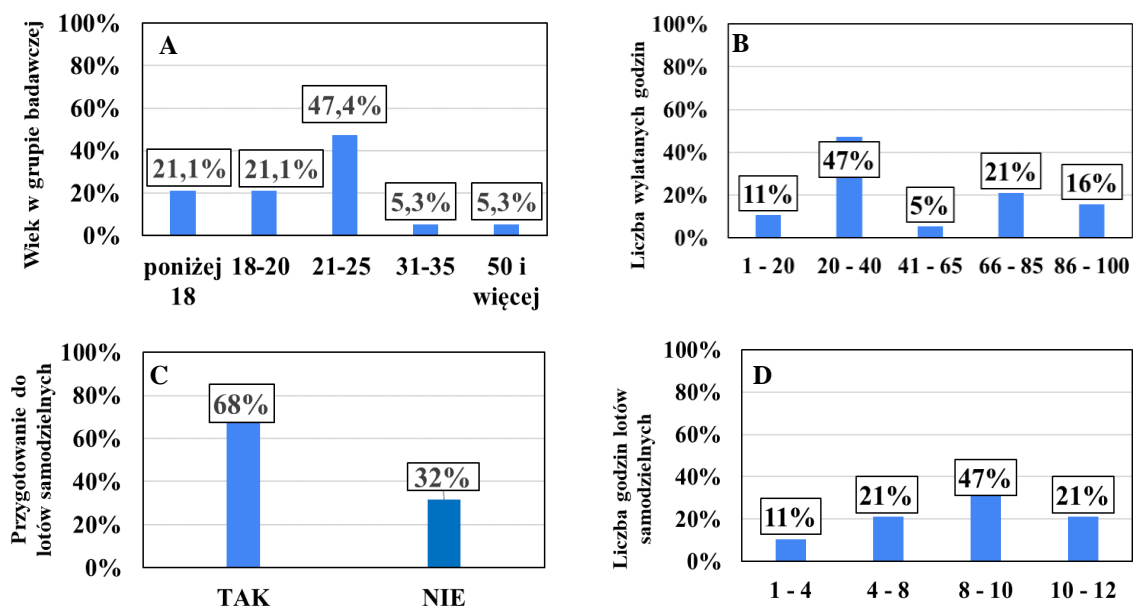 A
Wiek w grupie badawczej
100%
80%
60%
40%
20%
0%
21,1%
21,1%
47,4%
5,3%
5,3%
poniżej 18-20 21-25 31-35 50 i
18 więcej
B
Liczba wylatanych godzin
100%
80%
60%
40%
20%
0%
11%
47%
5%
21%
16%
1 - 20 20 - 40 41 - 65 66 - 85 86 - 100
C
Przygotowanie do
lotów samodzielnych
100%
80%
60%
40%
20%
0%
68%
32%
TAK NIE
D
Liczba godzin lotów
samodzielnych
100%
80%
60%
40%
20%
0%
11%
21%
47%
21%
1 - 4 4 - 8 8 - 10 10 - 12